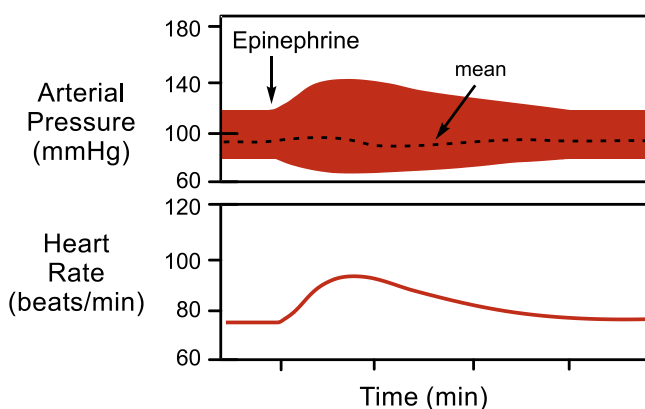 180
Epinephrine
mean
140
Arterial
Pressure
(mmHg)
100
60
120
Heart
Rate
(beats/min)
100
80
60
Time (min)